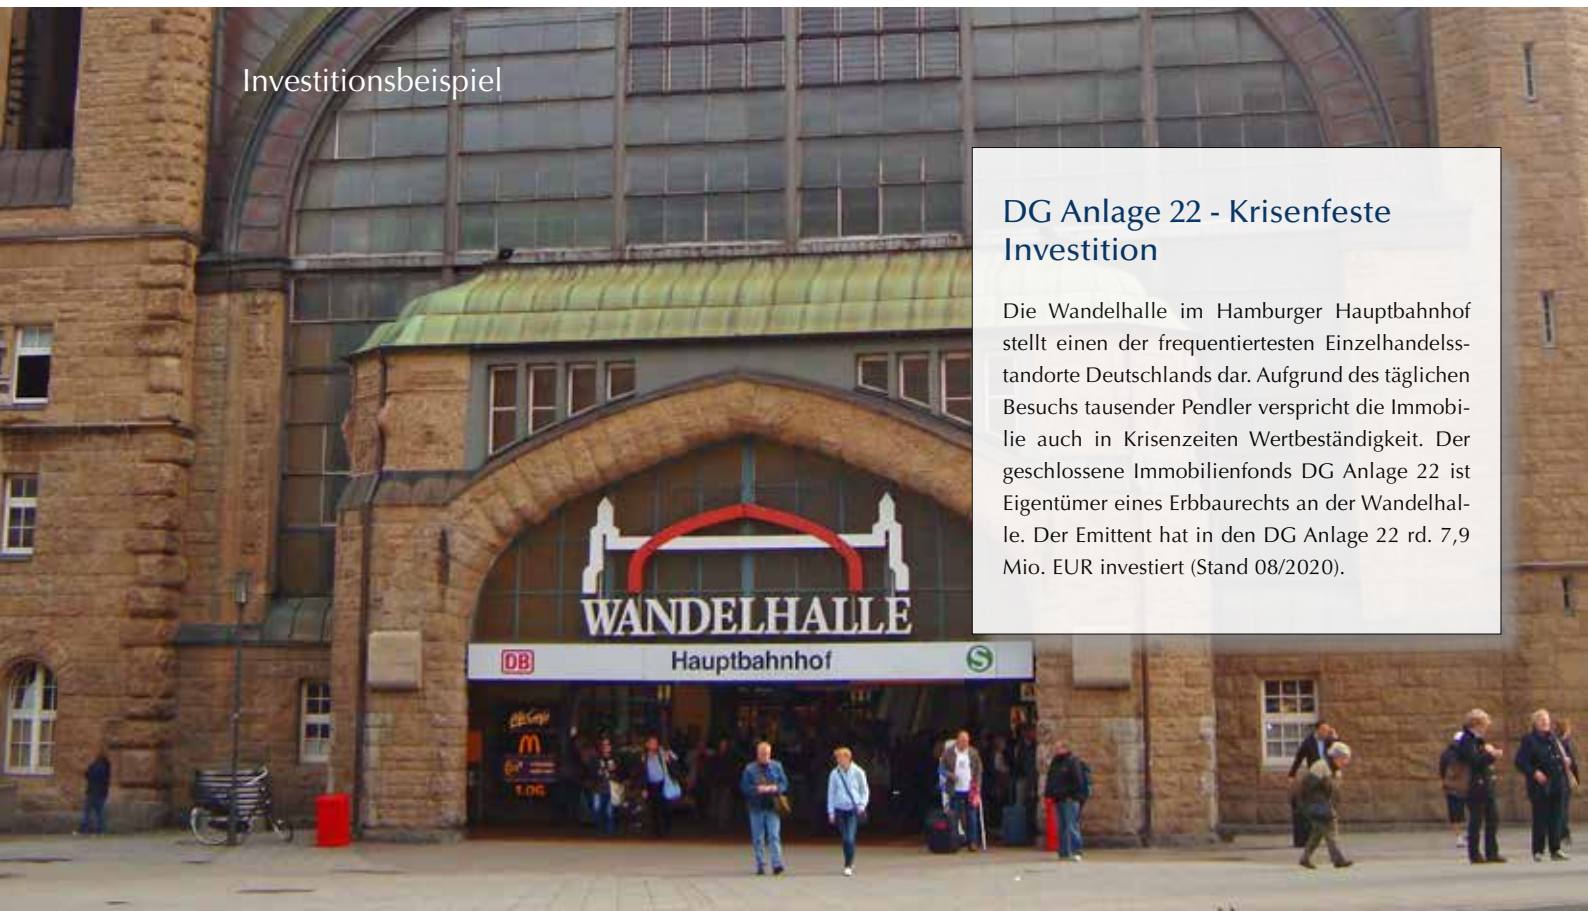 Investitionsbeispiel
DG Anlage 22 - Krisenfeste
Investition
Die Wandelhalle im Hamburger Hauptbahnhof
stellt einen der frequentiertesten Einzelhandelss-
tandorte Deutschlands dar. Aufgrund des täglichen
Besuchs tausender Pendler verspricht die Immobi-
lie auch in Krisenzeiten Wertbeständigkeit. Der
geschlossene Immobilienfonds DG Anlage 22 ist
Eigentümer eines Erbbaurechts an der Wandelhal-
le. Der Emittent hat in den DG Anlage 22 rd. 7,9
Mio. EUR investiert (Stand 08/2020).
WANDELHALLE
DB Hauptbahnhof S